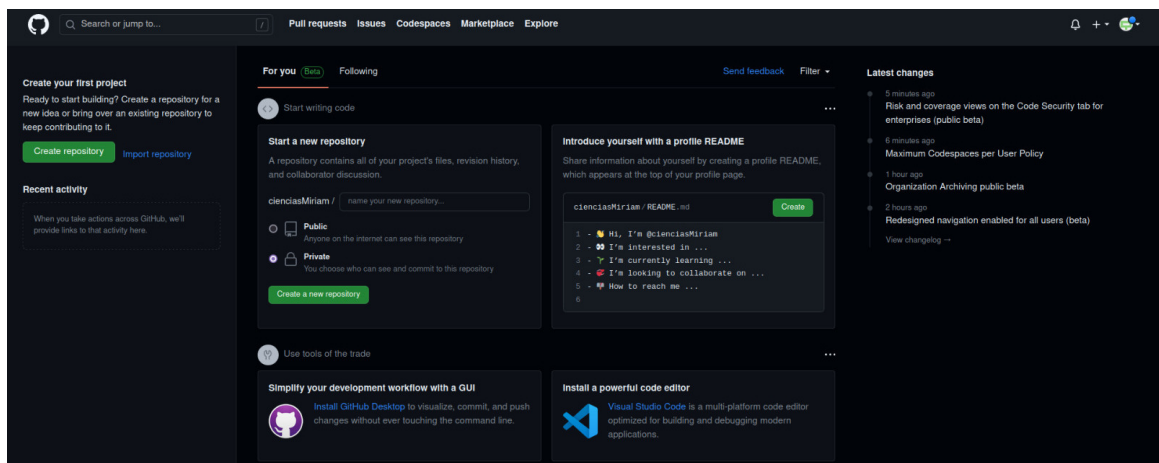 Search or jump to...
/
Pull requests Issues Codespaces Marketplace Explore
Create your first project
Ready to start building? Create a repository for a
new idea or bring over an existing repository to
keep contributing to it.
Create repository
Import repository
Recent activity
When you take actions across GitHub, we'll
provide links to that activity here.
For you Beta Following
Send feedback Filter
Start writing code
Start a new repository
A repository contains all of your project's files, revision history,
and collaborator discussion.
cienciasMiriam / name your new repository...
Public
Anyone on the internet can see this repository
Private
You choose who can see and commit to this repository
Create a new repository
Introduce yourself with a profile README
Share information about yourself by creating a profile README,
which appears at the top of your profile page.
cienciasMiriam/README.md
Create
1 - 👋 Hi, I'm @cienciasMiriam
2 - 👀 I'm interested in ...
3 - 🌱 I'm currently learning ...
4 - 💞️ I'm looking to collaborate on ...
5 - 📫 How to reach me ...
6
Use tools of the trade
Simplify your development workflow with a GUI
Install GitHub Desktop to visualize, commit, and push
changes without ever touching the command line.
Install a powerful code editor
Visual Studio Code is a multi-platform code editor
optimized for building and debugging modern
applications.
Latest changes
5 minutes ago
Risk and coverage views on the Code Security tab for
enterprises (public beta)
6 minutes ago
Maximum Codespaces per User Policy
1 hour ago
Organization Archiving public beta
2 hours ago
Redesigned navigation enabled for all users (beta)
View changelog →